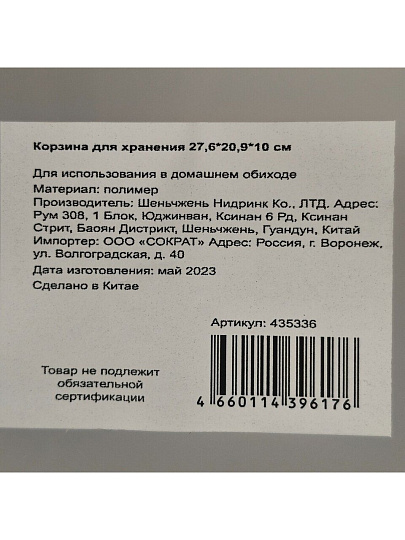 Корзина для хранения 27,6*20,9*10 см
Для использования в домашнем обиходе
Материал: полимер
Производитель: Шеньчжень Нидринк Ко., ЛТД. Адрес:
Рум 308, 1 Блок, Юджинван, Ксинан 6 Рд, Ксинан
Стрит, Баоян Дистрикт, Шеньчжень, Гуандун, Китай
Импортер: ООО «СОКРАТ» Адрес: Россия, г. Воронеж,
ул. Волгоградская, д. 40
Дата изготовления: май 2023
Сделано в Китае
Артикул: 435336
Товар не подлежит
обязательной
сертификации
4 660114 396176